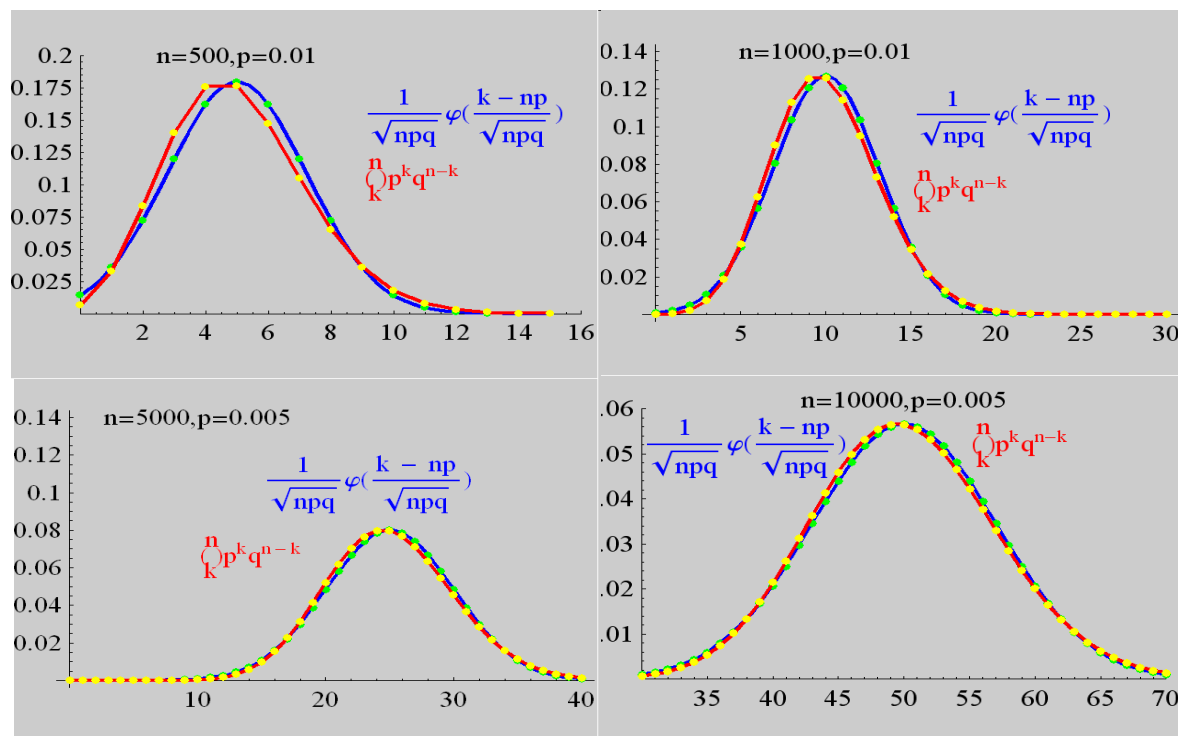 n=500,p=0.01
1/√npq φ(k − np/√npq)
(n k)p^k q^n−k
0.2
0.175
0.15
0.125
0.1
0.075
0.05
0.025
2 4 6 8 10 12 14 16
n=1000,p=0.01
1/√npq φ(k − np/√npq)
(n k)p^k q^n−k
0.14
0.12
0.1
0.08
0.06
0.04
0.02
5 10 15 20 25 30
n=5000,p=0.005
1/√npq φ(k − np/√npq)
(n k)p^k q^n−k
0.14
0.12
0.1
0.08
0.06
0.04
0.02
10 20 30 40
n=10000,p=0.005
1/√npq φ(k − np/√npq)
(n k)p^k q^n−k
.06
.05
.04
.03
.02
.01
35 40 45 50 55 60 65 70